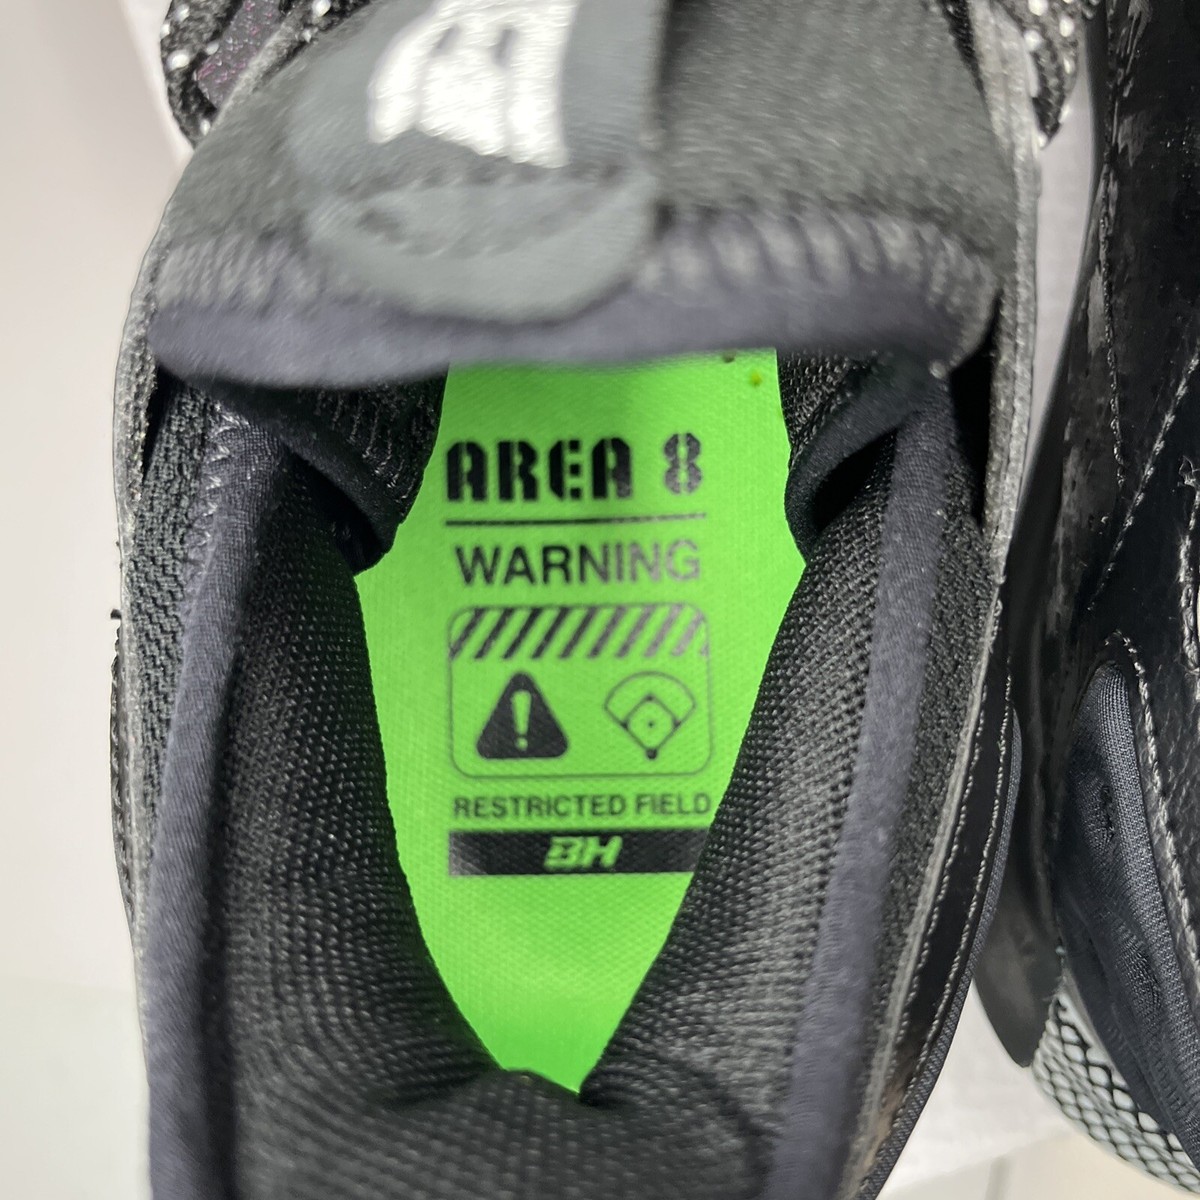 AREA 8
WARNING
RESTRICTED FIELD
BH